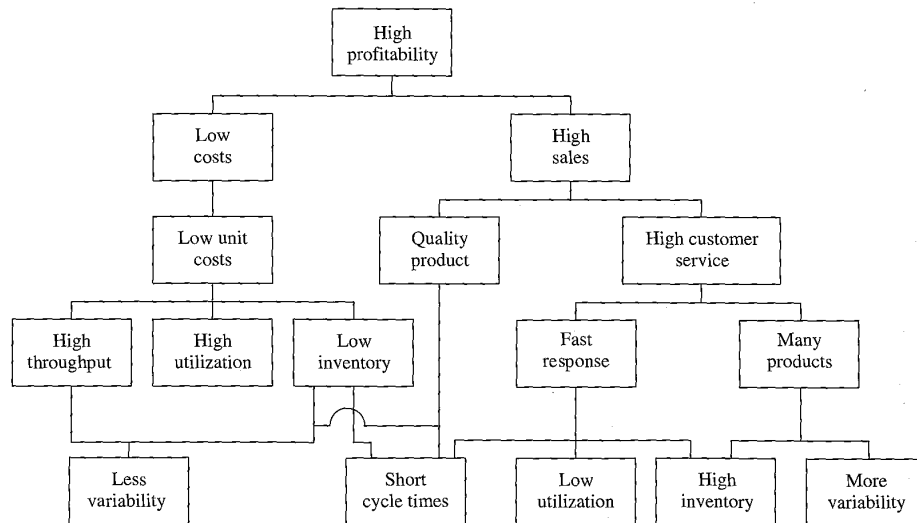 High
profitability
Low
costs
High
sales
Low unit
costs
Quality
product
High customer
service
High
throughput
High
utilization
Low
inventory
Fast
response
Many
products
Less
variability
Short
cycle times
Low
utilization
High
inventory
More
variability